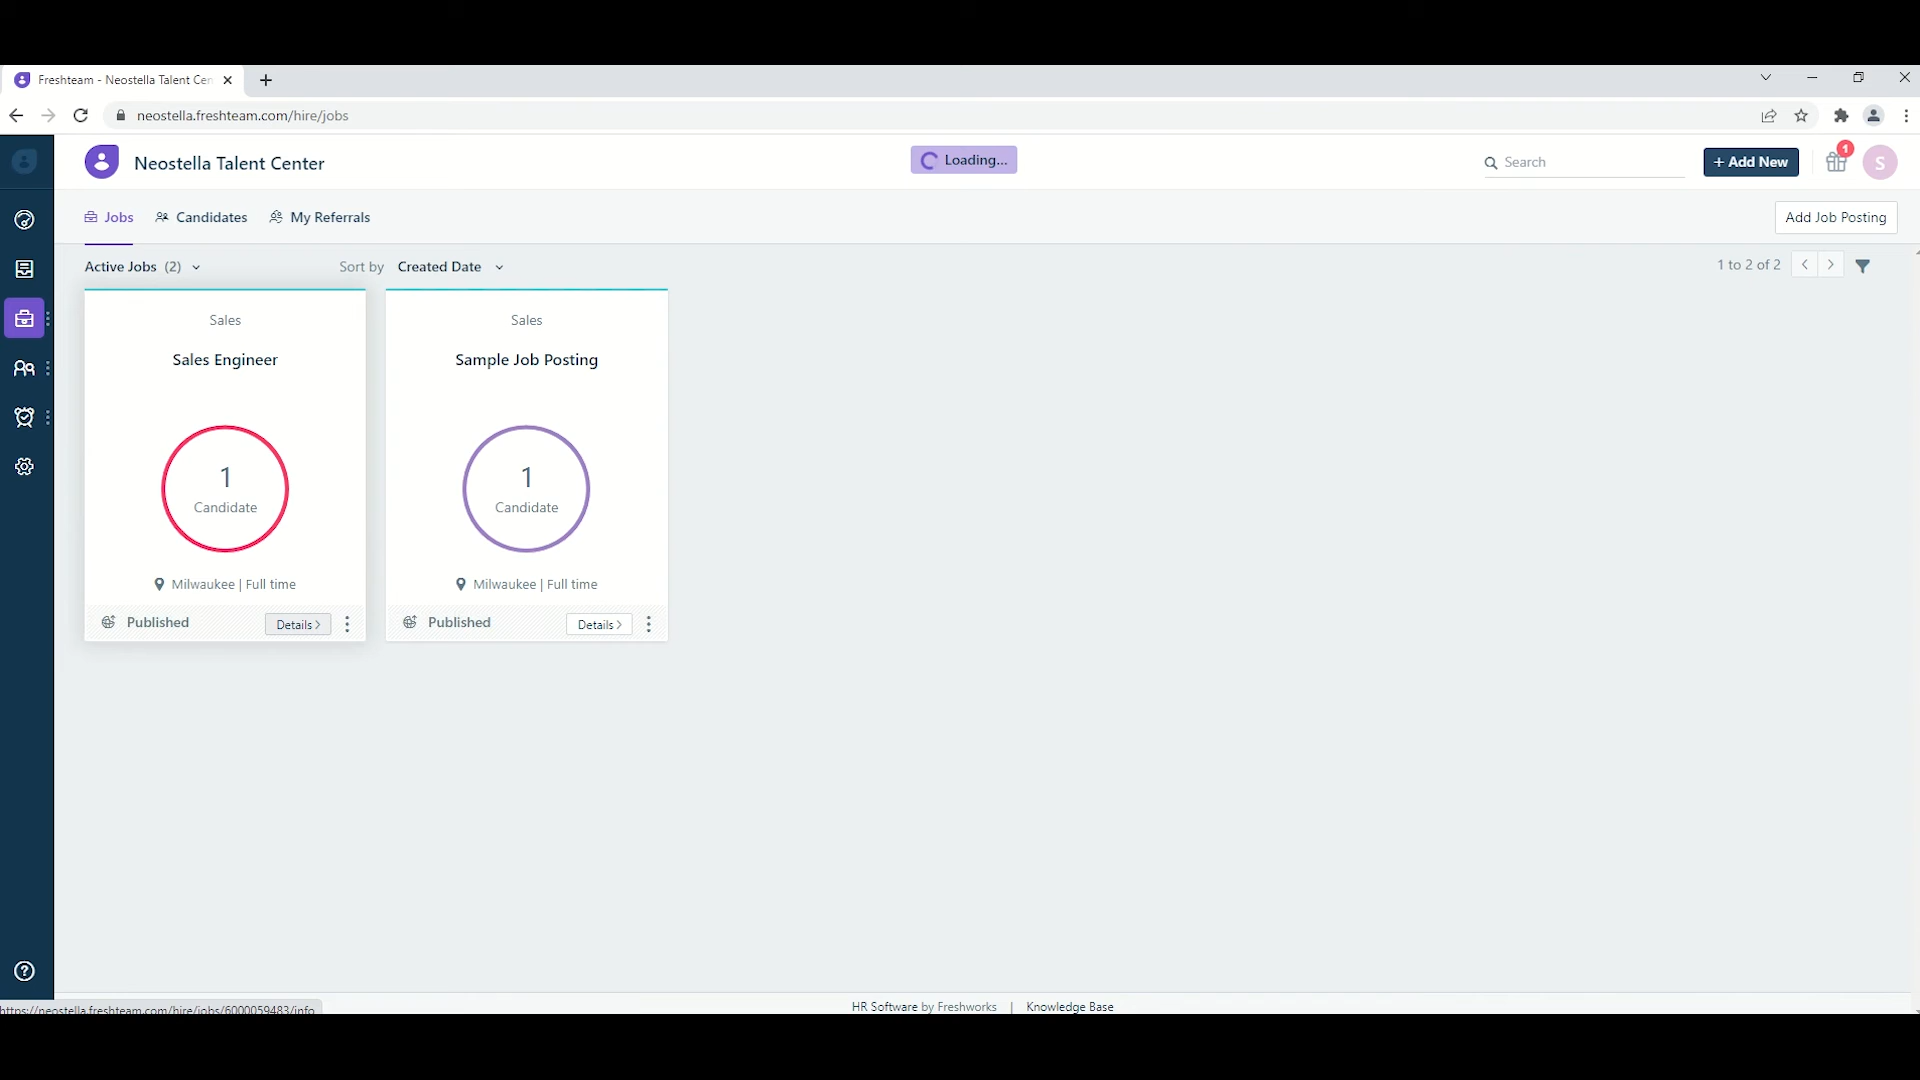 Freshteam - Neostella Talent Cen
neostella.freshteam.com/hire/jobs
Neostella Talent Center
Loading...
Search
+ Add New
1
S
Jobs
Candidates
My Referrals
Add Job Posting
Active Jobs (2)
Sort by Created Date
1 to 2 of 2
Sales
Sales Engineer
1
Candidate
Milwaukee | Full time
Published
Details >
Sales
Sample Job Posting
1
Candidate
Milwaukee | Full time
Published
Details >
https://neostella.freshteam.com/hire/jobs/6000059483/info
HR Software by Freshworks | Knowledge Base